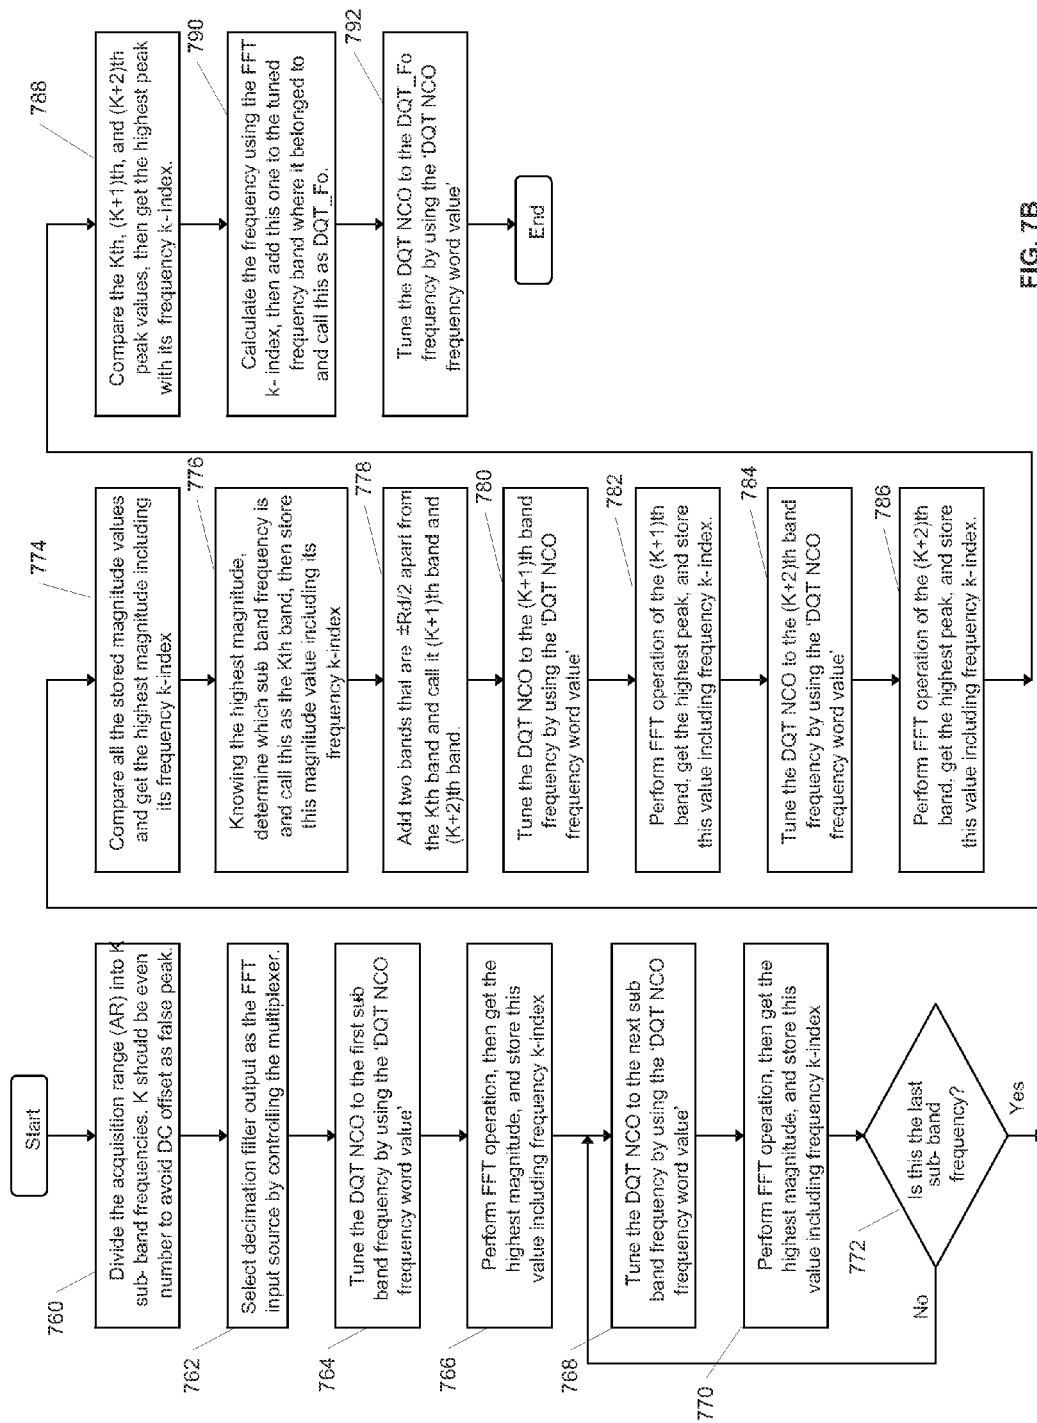 Start
760
Divide the acquisition range (AR) into K
sub- band frequencies. K should be even
number to avoid DC offset as false peak.
762
Select decimation filter output as the FFT
input source by controlling the multiplexer.
764
Tune the DQT NCO to the first sub
band frequency by using the 'DQT NCO
frequency word value'
766
Perform FFT operation, then get the
highest magnitude, and store this
value including frequency k-index
768
Tune the DQT NCO to the next sub
band frequency by using the 'DQT NCO
frequency word value'
770
Perform FFT operation, then get the
highest magnitude, and store this
value including frequency k-index
772
Is this the last
sub- band
frequency?
No
Yes
774
Compare all the stored magnitude values
and get the highest magnitude including
its frequency k-index
776
Knowing the highest magnitude,
determine which sub band frequency is
and call this as the Kth band, then store
this magnitude value including its
frequency k-index
778
Add two bands that are ±Rd/2 apart from
the Kth band and call it (K+1)th band and
(K+2)th band.
780
Tune the DQT NCO to the (K+1)th band
frequency by using the 'DQT NCO
frequency word value'
782
Perform FFT operation of the (K+1)th
band, get the highest peak, and store
this value including frequency k-index.
784
Tune the DQT NCO to the (K+2)th band
frequency by using the 'DQT NCO
frequency word value'
786
Perform FFT operation of the (K+2)th
band, get the highest peak, and store
this value including frequency k-index.
788
Compare the Kth, (K+1)th, and (K+2)th
peak values, then get the highest peak
with its frequency k-index.
790
Calculate the frequency using the FFT
k- index, then add this one to the tuned
frequency band where it belonged to
and call this as DQT_Fo.
792
Tune the DQT NCO to the DQT_Fo
frequency by using the 'DQT NCO
frequency word value'
End
FIG. 7B